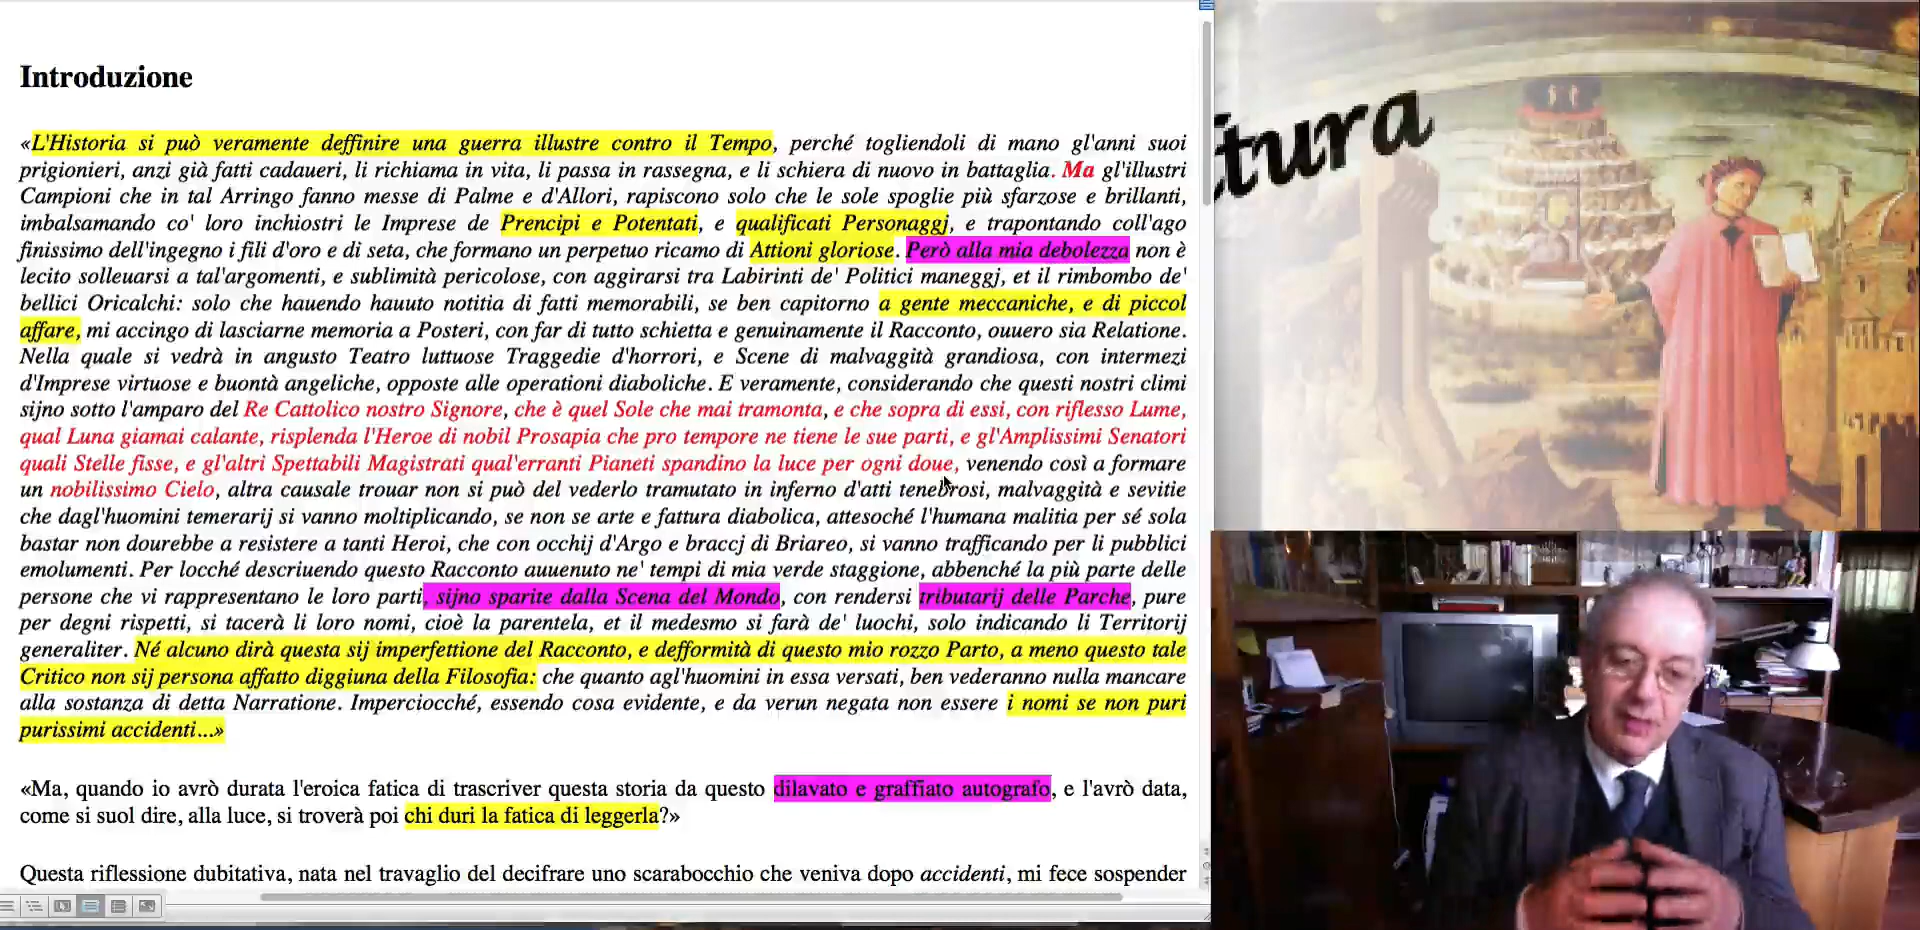 Introduzione
«L'Historia si può veramente deffinire una guerra illustre contro il Tempo, perché togliendoli di mano gl'anni suoi
prigionieri, anzi già fatti cadaueri, li richiama in vita, li passa in rassegna, e li schiera di nuovo in battaglia. Ma gl'illustri
Campioni che in tal Arringo fanno messe di Palme e d'Allori, rapiscono solo che le sole spoglie più sfarzose e brillanti,
imbalsamando co' loro inchiostri le Imprese de Prencipi e Potentati, e qualificati Personaggj, e trapontando coll'ago
finissimo dell'ingegno i fili d'oro e di seta, che formano un perpetuo ricamo di Attioni gloriose. Però alla mia debolezza non è
lecito solleuarsi a tal'argomenti, e sublimità pericolose, con aggirarsi tra Labirinti de' Politici maneggj, et il rimbombo de'
bellici Oricalchi: solo che hauendo hauuto notitia di fatti memorabili, se ben capitorno a gente meccaniche, e di piccol
affare, mi accingo di lasciarne memoria a Posteri, con far di tutto schietta e genuinamente il Racconto, ouuero sia Relatione.
Nella quale si vedrà in angusto Teatro luttuose Traggedie d'horrori, e Scene di malvaggità grandiosa, con intermezi
d'Imprese virtuose e buontà angeliche, opposte alle operationi diaboliche. E veramente, considerando che questi nostri climi
sijno sotto l'amparo del Re Cattolico nostro Signore, che è quel Sole che mai tramonta, e che sopra di essi, con riflesso Lume,
qual Luna giamai calante, risplenda l'Heroe di nobil Prosapia che pro tempore ne tiene le sue parti, e gl'Amplissimi Senatori
quali Stelle fisse, e gl'altri Spettabili Magistrati qual'erranti Pianeti spandino la luce per ogni doue, venendo così a formare
un nobilissimo Cielo, altra causale trouar non si può del vederlo tramutato in inferno d'atti tenebrosi, malvaggità e sevitie
che dagl'huomini temerarij si vanno moltiplicando, se non se arte e fattura diabolica, attesoché l'humana malitia per sé sola
bastar non dourebbe a resistere a tanti Heroi, che con occhij d'Argo e braccj di Briareo, si vanno trafficando per li pubblici
emolumenti. Per locché descriuendo questo Racconto auuenuto ne' tempi di mia verde staggione, abbenché la più parte delle
persone che vi rappresentano le loro parti, sijno sparite dalla Scena del Mondo, con rendersi tributarij delle Parche, pure
per degni rispetti, si tacerà li loro nomi, cioè la parentela, et il medesmo si farà de' luochi, solo indicando li Territorij
generaliter. Né alcuno dirà questa sij imperfettione del Racconto, e defformità di questo mio rozzo Parto, a meno questo tale
Critico non sij persona affatto diggiuna della Filosofia: che quanto agl'huomini in essa versati, ben vederanno nulla mancare
alla sostanza di detta Narratione. Imperciocché, essendo cosa evidente, e da verun negata non essere i nomi se non puri
purissimi accidenti...»
«Ma, quando io avrò durata l'eroica fatica di trascriver questa storia da questo dilavato e graffiato autografo, e l'avrò data,
come si suol dire, alla luce, si troverà poi chi duri la fatica di leggerla?»
Questa riflessione dubitativa, nata nel travaglio del decifrare uno scarabocchio che veniva dopo accidenti, mi fece sospender
tura